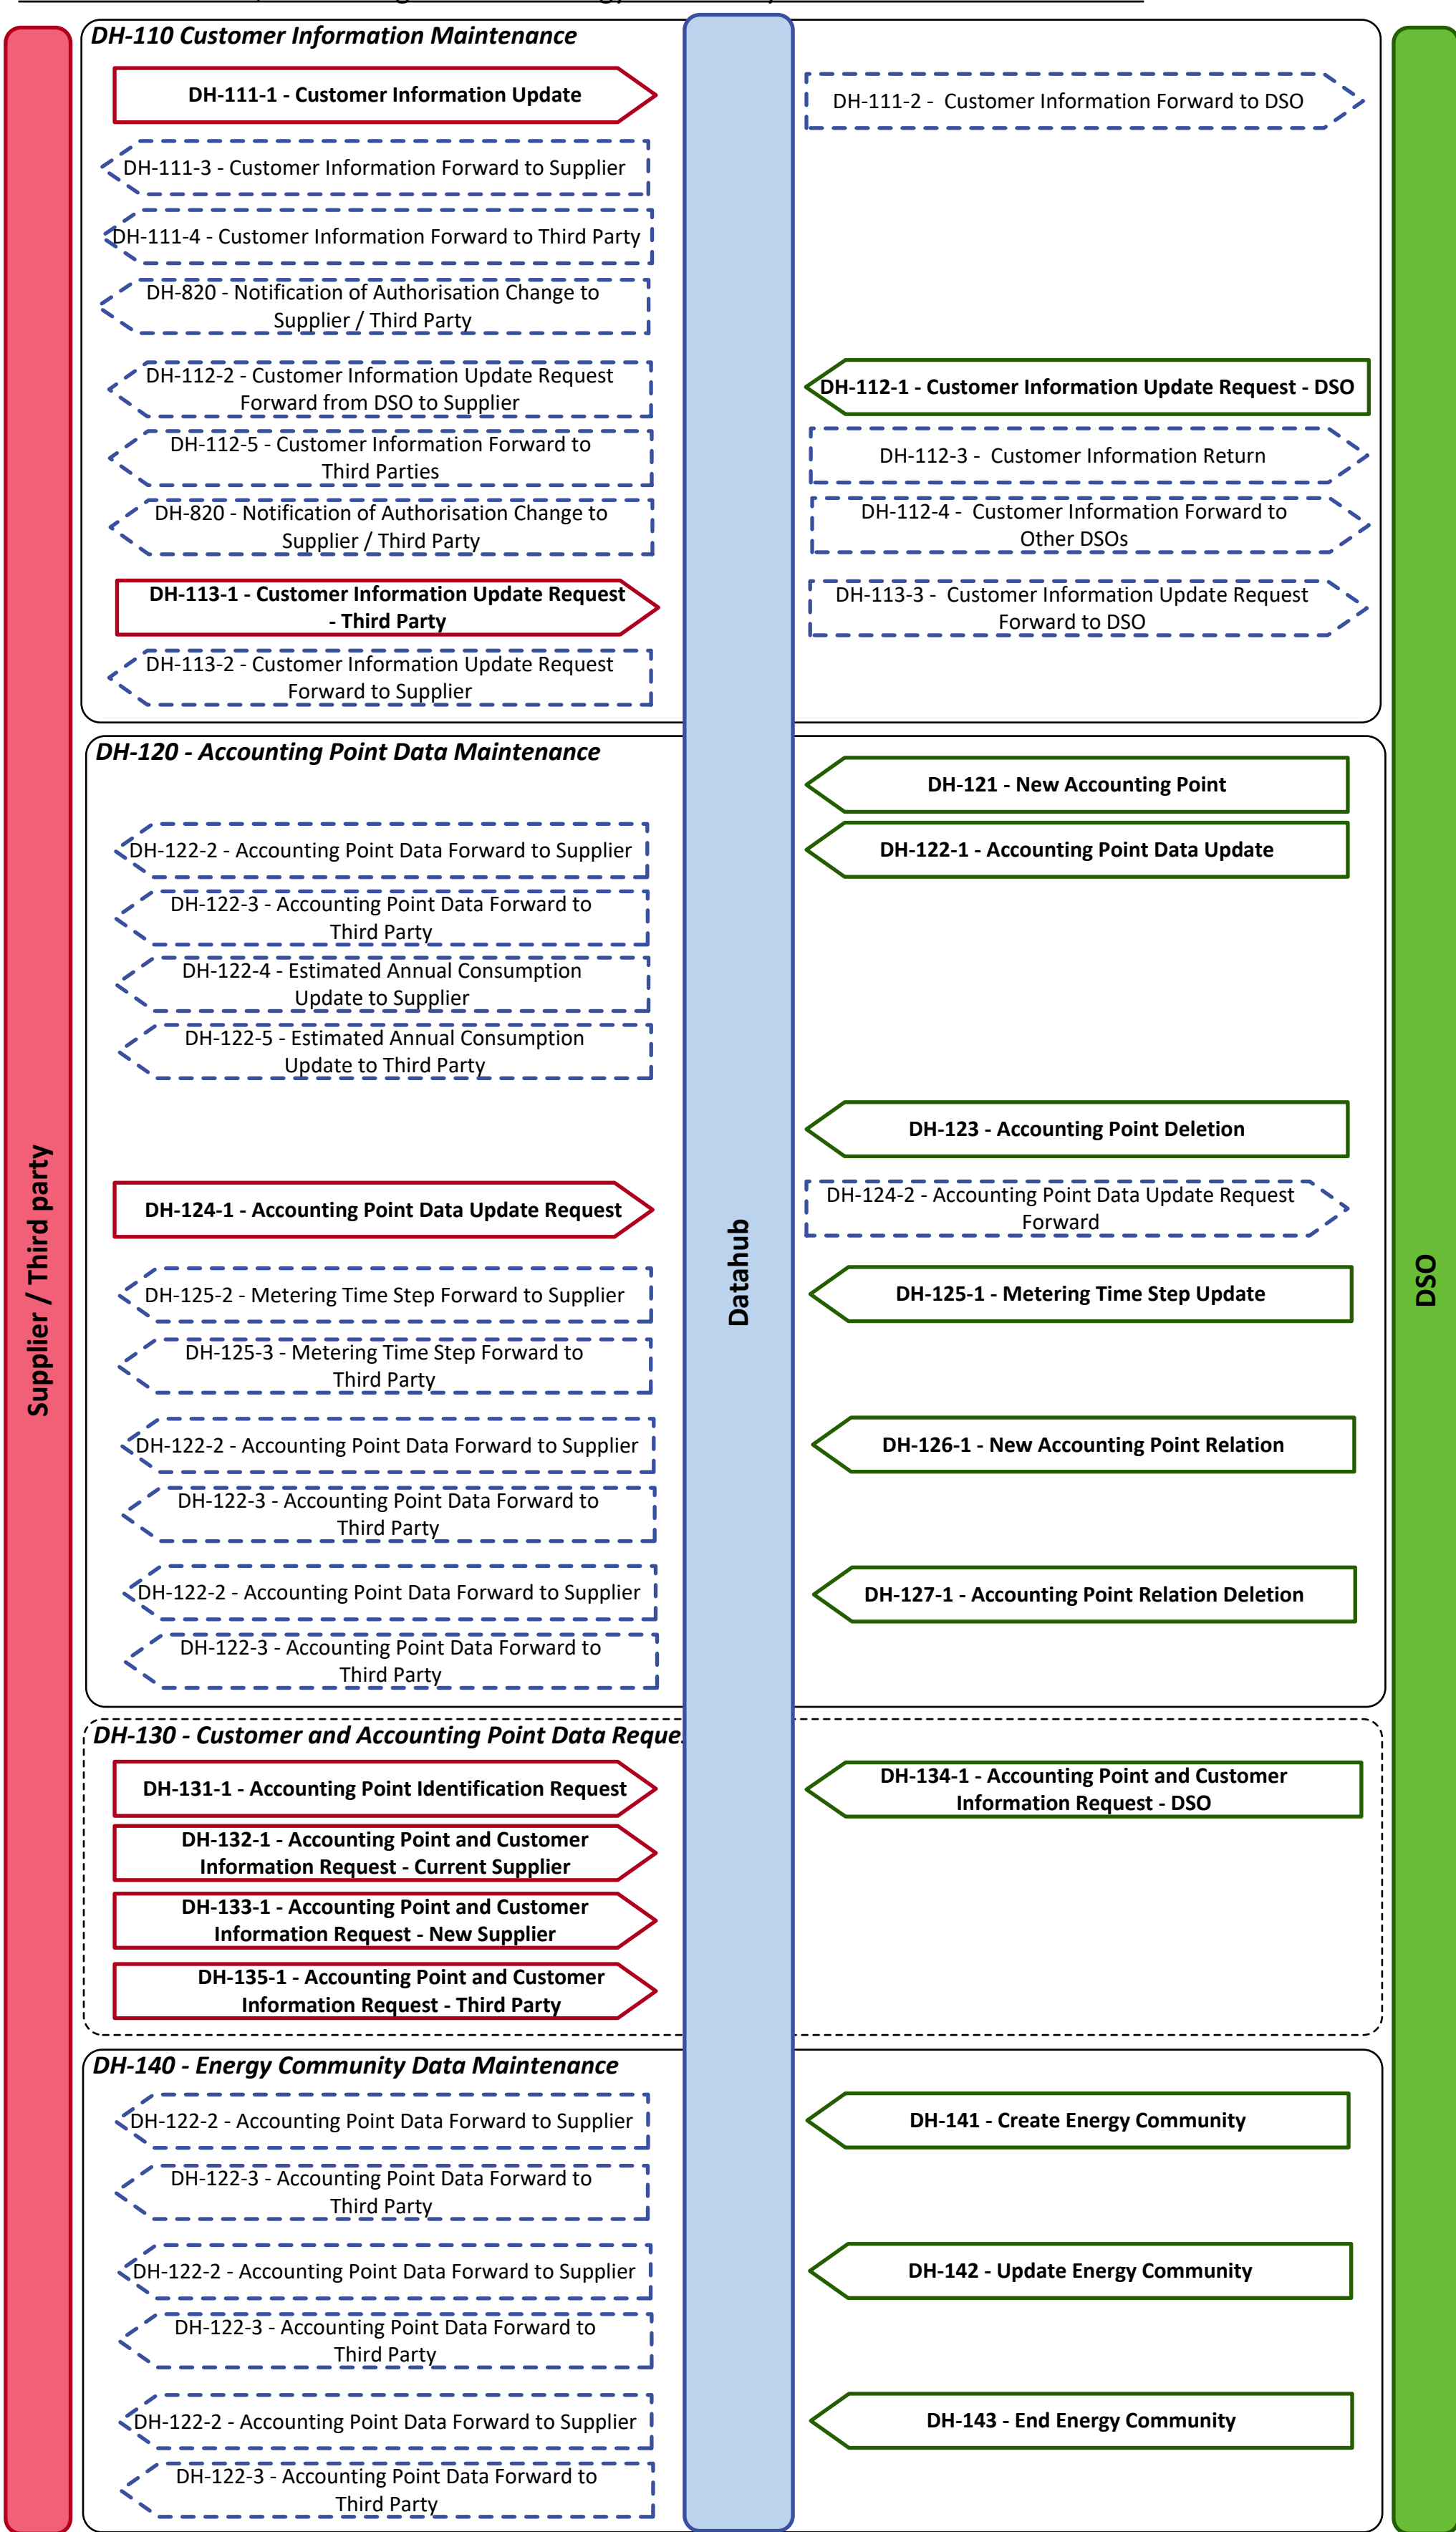 DH-110 Customer Information Maintenance
DH-111-1 - Customer Information Update
DH-111-2 -  Customer Information Forward to DSO
DH-111-3 - Customer Information Forward to Supplier
DH-111-4 - Customer Information Forward to Third Party
DH-820 - Notification of Authorisation Change to
Supplier / Third Party
DH-112-2 - Customer Information Update Request
Forward from DSO to Supplier
DH-112-1 - Customer Information Update Request - DSO
DH-112-5 - Customer Information Forward to
Third Parties
DH-112-3 -  Customer Information Return
DH-820 - Notification of Authorisation Change to
Supplier / Third Party
DH-112-4 -  Customer Information Forward to
Other DSOs
DH-113-1 - Customer Information Update Request
- Third Party
DH-113-3 -  Customer Information Update Request
Forward to DSO
DH-113-2 - Customer Information Update Request
Forward to Supplier
DH-120 - Accounting Point Data Maintenance
DH-121 - New Accounting Point
DH-122-2 - Accounting Point Data Forward to Supplier
DH-122-1 - Accounting Point Data Update
DH-122-3 - Accounting Point Data Forward to
Third Party
DH-122-4 - Estimated Annual Consumption
Update to Supplier
DH-122-5 - Estimated Annual Consumption
Update to Third Party
DH-123 - Accounting Point Deletion
DH-124-1 - Accounting Point Data Update Request
DH-124-2 - Accounting Point Data Update Request
Forward
DH-125-2 - Metering Time Step Forward to Supplier
DH-125-1 - Metering Time Step Update
DH-125-3 - Metering Time Step Forward to
Third Party
DH-122-2 - Accounting Point Data Forward to Supplier
DH-126-1 - New Accounting Point Relation
DH-122-3 - Accounting Point Data Forward to
Third Party
DH-122-2 - Accounting Point Data Forward to Supplier
DH-127-1 - Accounting Point Relation Deletion
DH-122-3 - Accounting Point Data Forward to
Third Party
Supplier / Third party
Datahub
DSO
DH-130 - Customer and Accounting Point Data Reque
DH-131-1 - Accounting Point Identification Request
DH-134-1 - Accounting Point and Customer
Information Request - DSO
DH-132-1 - Accounting Point and Customer
Information Request - Current Supplier
DH-133-1 - Accounting Point and Customer
Information Request - New Supplier
DH-135-1 - Accounting Point and Customer
Information Request - Third Party
DH-140 - Energy Community Data Maintenance
DH-122-2 - Accounting Point Data Forward to Supplier
DH-141 - Create Energy Community
DH-122-3 - Accounting Point Data Forward to
Third Party
DH-122-2 - Accounting Point Data Forward to Supplier
DH-142 - Update Energy Community
DH-122-3 - Accounting Point Data Forward to
Third Party
DH-122-2 - Accounting Point Data Forward to Supplier
DH-143 - End Energy Community
DH-122-3 - Accounting Point Data Forward to
Third Party